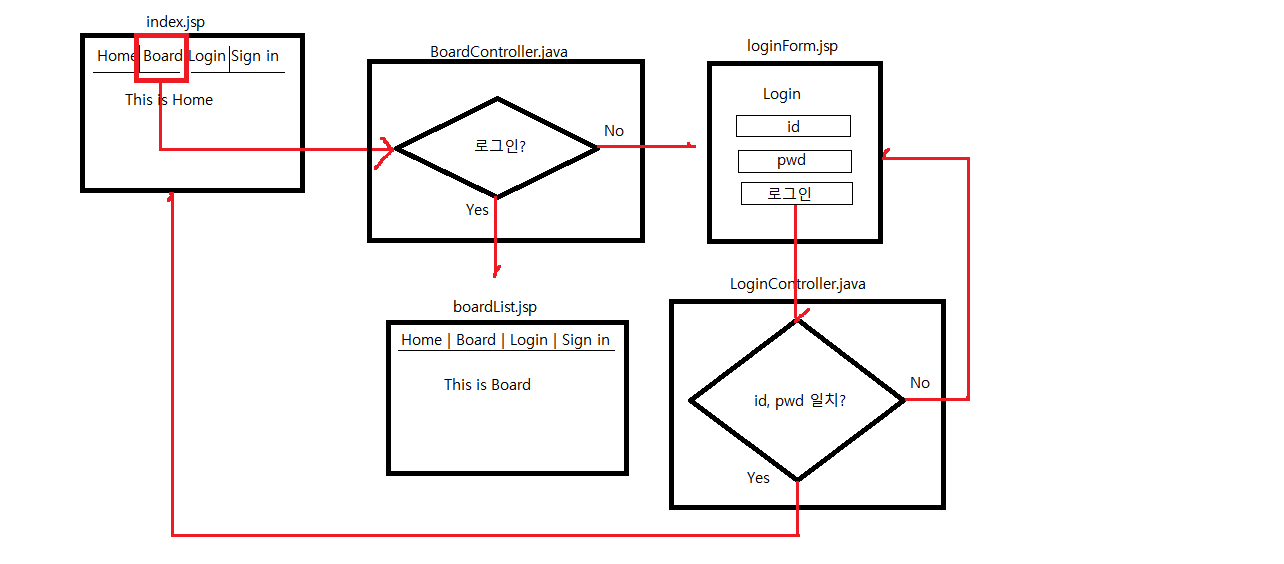 index.jsp
Home Board Login Sign in
This is Home
BoardController.java
로그인?
No
Yes
loginForm.jsp
Login
id
pwd
로그인
boardList.jsp
Home | Board | Login | Sign in
This is Board
LoginController.java
id, pwd 일치?
No
Yes